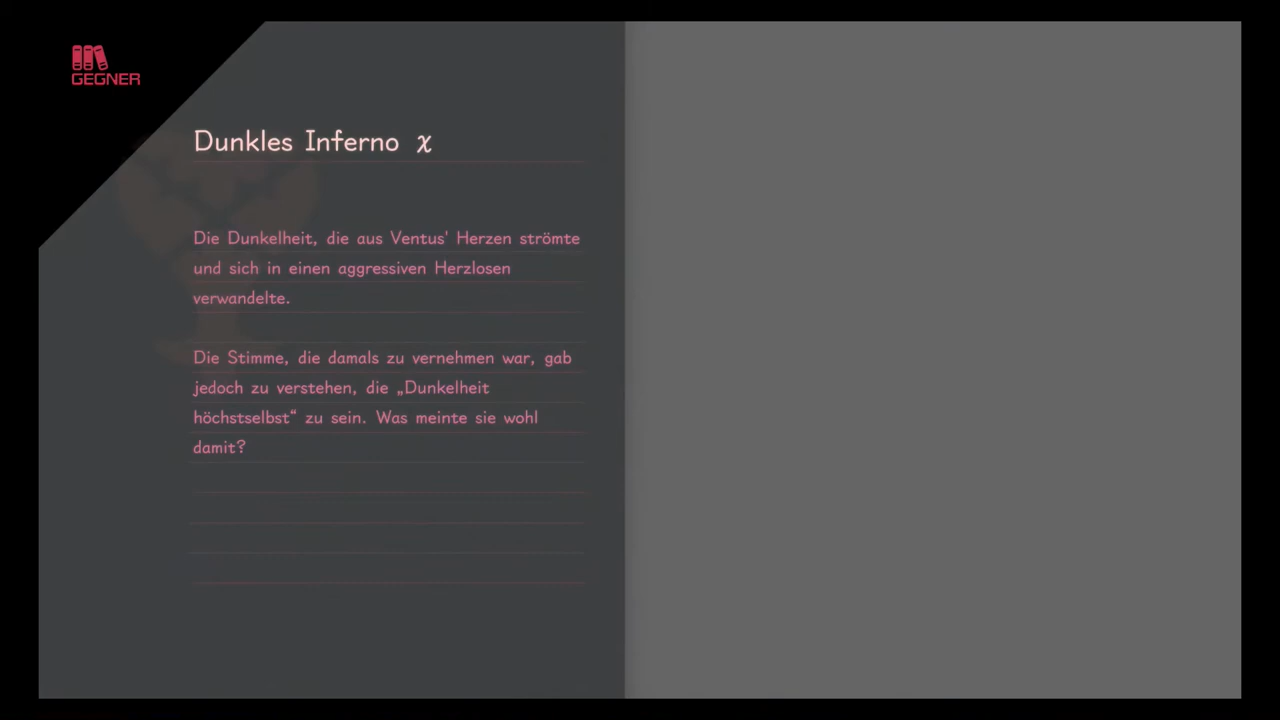 GEGNER
Dunkles Inferno χ
Die Dunkelheit, die aus Ventus' Herzen strömte
und sich in einen aggressiven Herzlosen
verwandelte.
Die Stimme, die damals zu vernehmen war, gab
jedoch zu verstehen, die „Dunkelheit
höchstselbst“ zu sein. Was meinte sie wohl
damit?